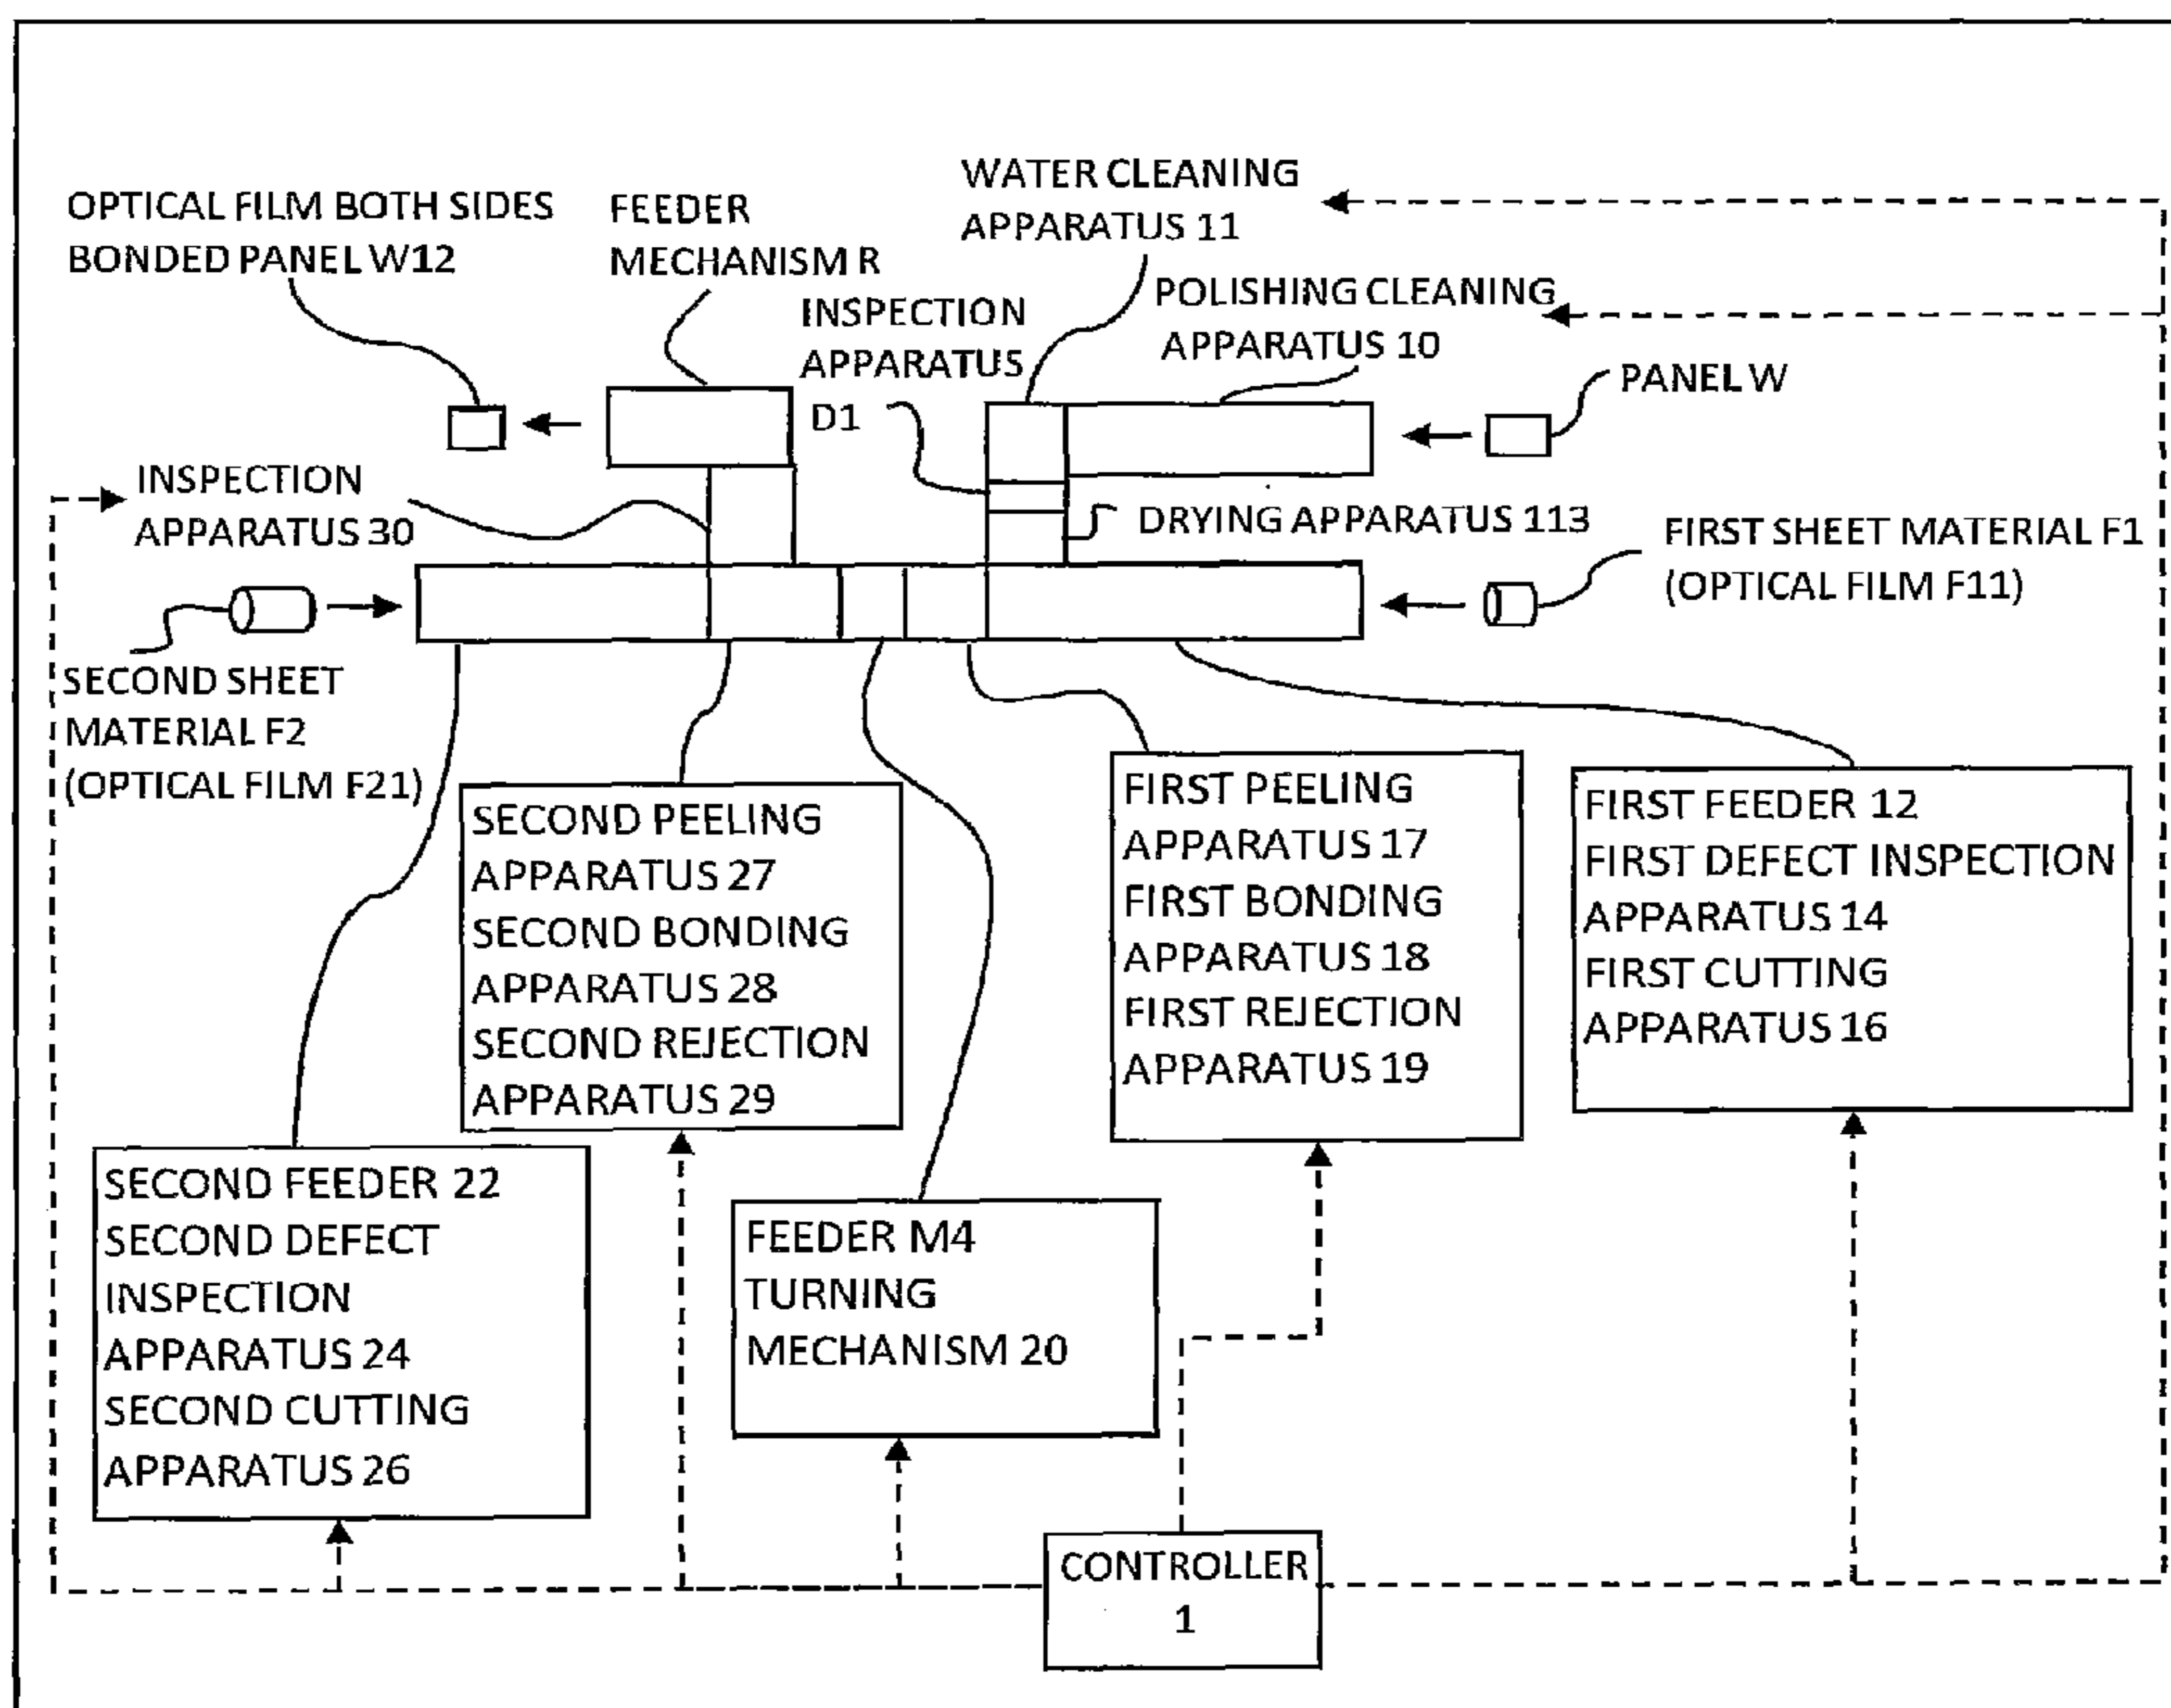 WATER CLEANING
APPARATUS 11
OPTICAL FILM BOTH SIDES
BONDED PANEL W12
FEEDER
MECHANISM R
INSPECTION
APPARATUS
D1
POLISHING CLEANING
APPARATUS 10
PANEL W
INSPECTION
APPARATUS 30
DRYING APPARATUS 113
FIRST SHEET MATERIAL F1
(OPTICAL FILM F11)
SECOND SHEET
MATERIAL F2
(OPTICAL FILM F21)
SECOND PEELING
APPARATUS 27
SECOND BONDING
APPARATUS 28
SECOND REJECTION
APPARATUS 29
FIRST PEELING
APPARATUS 17
FIRST BONDING
APPARATUS 18
FIRST REJECTION
APPARATUS 19
FIRST FEEDER 12
FIRST DEFECT INSPECTION
APPARATUS 14
FIRST CUTTING
APPARATUS 16
SECOND FEEDER 22
SECOND DEFECT
INSPECTION
APPARATUS 24
SECOND CUTTING
APPARATUS 26
FEEDER M4
TURNING
MECHANISM 20
CONTROLLER
1